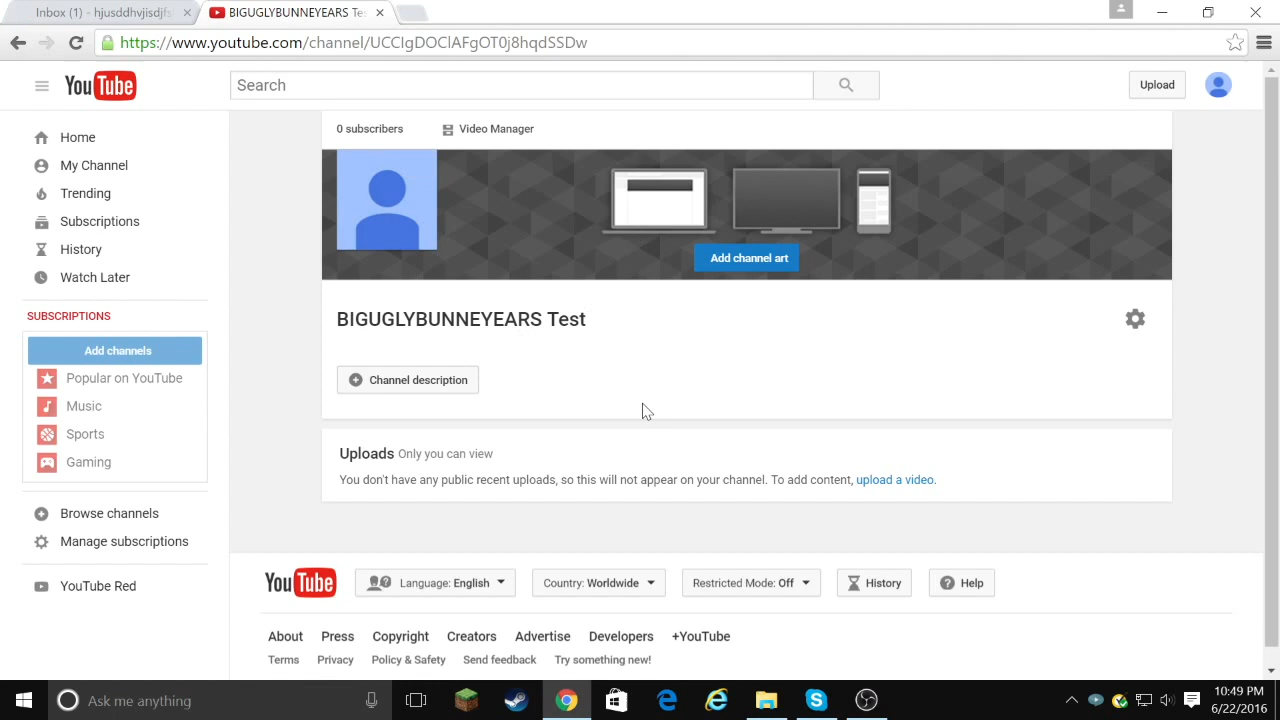 Inbox (1) - hjusddhvjisdjfs
BIGUGLYBUNNEYEARS Te
https://www.youtube.com/channel/UCCIgDOClAFgOT0j8hqdSSDw
YouTube
Search
Upload
Home
My Channel
Trending
Subscriptions
History
Watch Later
SUBSCRIPTIONS
Add channels
Popular on YouTube
Music
Sports
Gaming
Browse channels
Manage subscriptions
YouTube Red
0 subscribers
Video Manager
Add channel art
BIGUGLYBUNNEYEARS Test
Channel description
Uploads Only you can view
You don't have any public recent uploads, so this will not appear on your channel. To add content, upload a video.
YouTube
Language: English
Country: Worldwide
Restricted Mode: Off
History
Help
About Press Copyright Creators Advertise Developers +YouTube
Terms Privacy Policy & Safety Send feedback Try something new!
Ask me anything
10:49 PM
6/22/2016